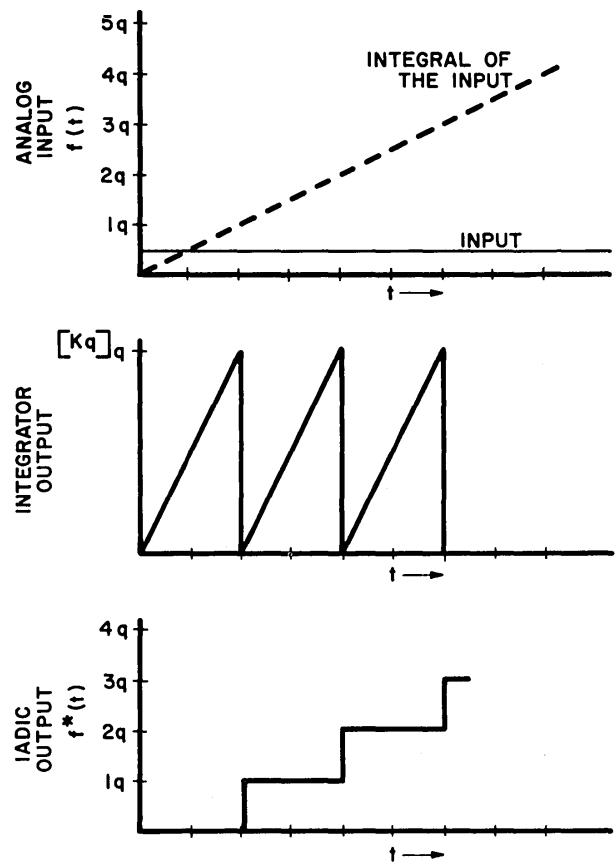 5q
4q
3q
2q
1q
ANALOG
INPUT
f(t)
INTEGRAL OF
THE INPUT
INPUT
t
[Kq]q
INTEGRATOR
OUTPUT
t
4q
3q
2q
1q
IADIC
OUTPUT
f*(t)
t